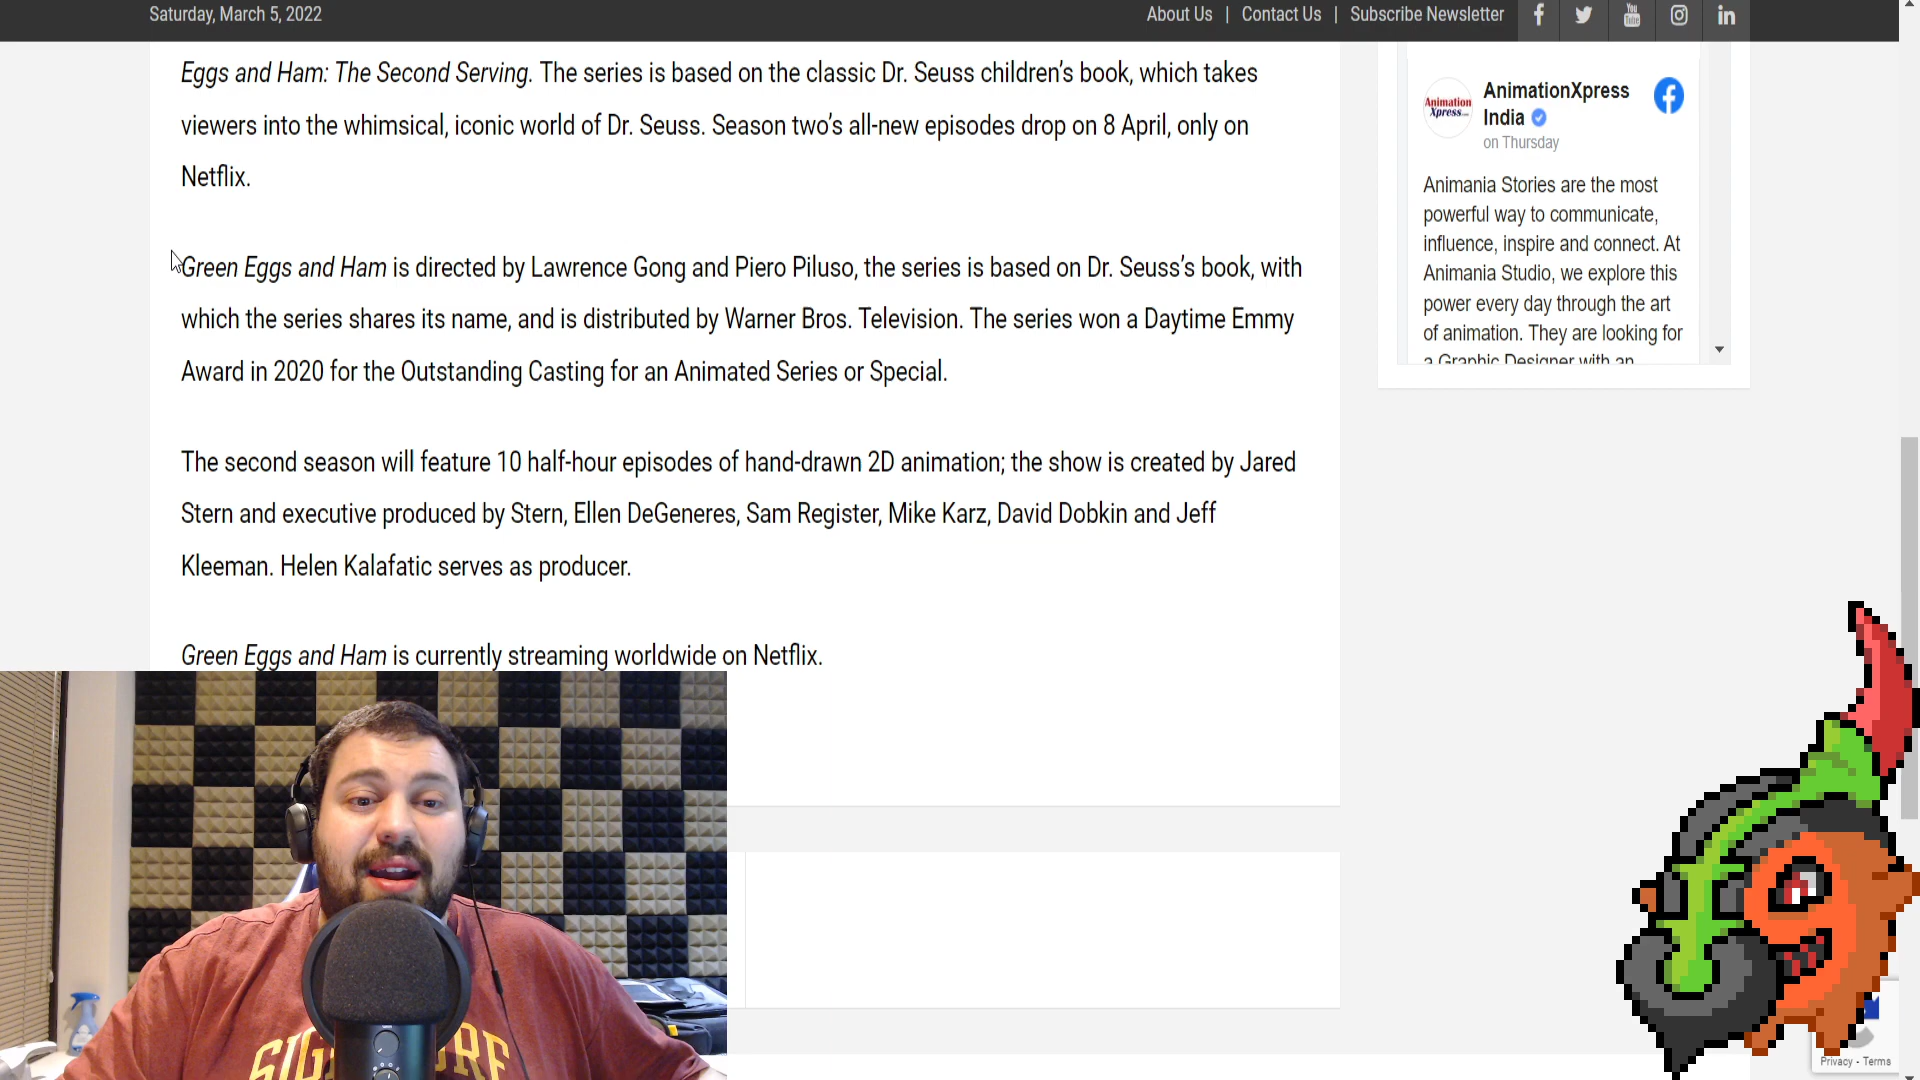 Saturday, March 5, 2022
About Us | Contact Us | Subscribe Newsletter
Eggs and Ham: The Second Serving. The series is based on the classic Dr. Seuss children’s book, which takes
viewers into the whimsical, iconic world of Dr. Seuss. Season two’s all-new episodes drop on 8 April, only on
Netflix.
Green Eggs and Ham is directed by Lawrence Gong and Piero Piluso, the series is based on Dr. Seuss’s book, with
which the series shares its name, and is distributed by Warner Bros. Television. The series won a Daytime Emmy
Award in 2020 for the Outstanding Casting for an Animated Series or Special.
The second season will feature 10 half-hour episodes of hand-drawn 2D animation; the show is created by Jared
Stern and executive produced by Stern, Ellen DeGeneres, Sam Register, Mike Karz, David Dobkin and Jeff
Kleeman. Helen Kalafatic serves as producer.
Green Eggs and Ham is currently streaming worldwide on Netflix.
Animation
Xpress
AnimationXpress
India
on Thursday
Animania Stories are the most
powerful way to communicate,
influence, inspire and connect. At
Animania Studio, we explore this
power every day through the art
of animation. They are looking for
a Graphic Designer with an
Privacy - Terms